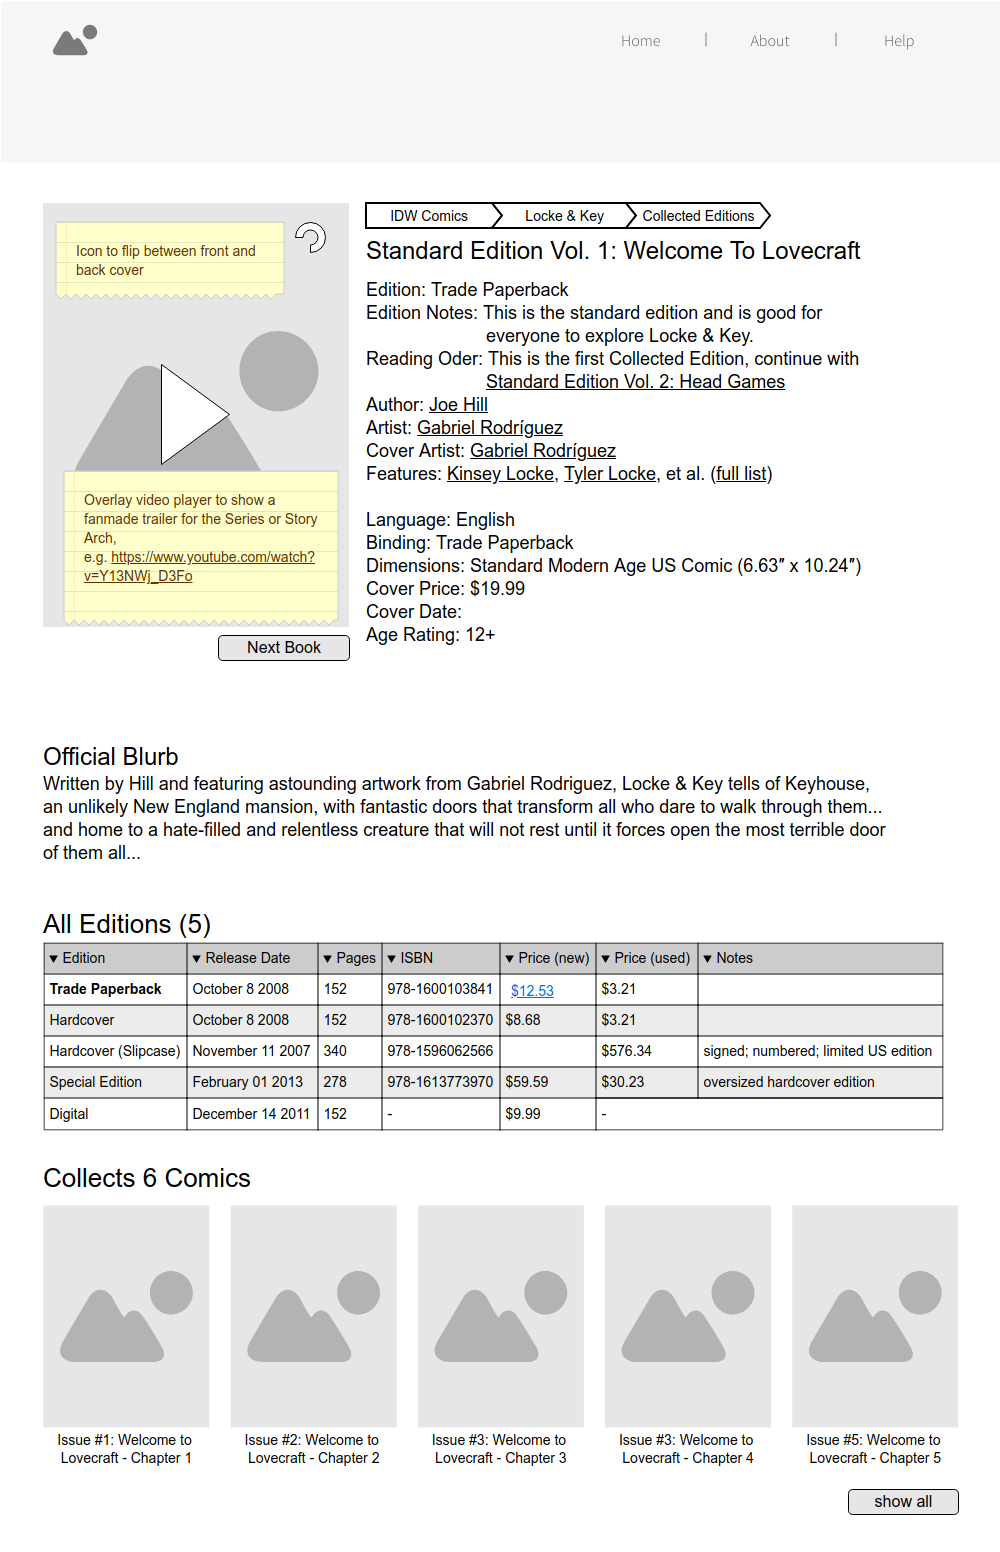 Home | About | Help
Icon to flip between front and
back cover
Overlay video player to show a
fanmade trailer for the Series or Story
Arch,
e.g. https://www.youtube.com/watch?
v=Y13NWj_D3Fo
Next Book
IDW Comics Locke & Key Collected Editions
Standard Edition Vol. 1: Welcome To Lovecraft
Edition: Trade Paperback
Edition Notes: This is the standard edition and is good for
everyone to explore Locke & Key.
Reading Oder: This is the first Collected Edition, continue with
Standard Edition Vol. 2: Head Games
Author: Joe Hill
Artist: Gabriel Rodríguez
Cover Artist: Gabriel Rodríguez
Features: Kinsey Locke, Tyler Locke, et al. (full list)
Language: English
Binding: Trade Paperback
Dimensions: Standard Modern Age US Comic (6.63″ x 10.24″)
Cover Price: $19.99
Cover Date:
Age Rating: 12+
Official Blurb
Written by Hill and featuring astounding artwork from Gabriel Rodriguez, Locke & Key tells of Keyhouse,
an unlikely New England mansion, with fantastic doors that transform all who dare to walk through them...
and home to a hate-filled and relentless creature that will not rest until it forces open the most terrible door
of them all...
All Editions (5)
▼ Edition ▼ Release Date ▼ Pages ▼ ISBN ▼ Price (new) ▼ Price (used) ▼ Notes
Trade Paperback October 8 2008 152 978-1600103841 $12.53 $3.21
Hardcover October 8 2008 152 978-1600102370 $8.68 $3.21
Hardcover (Slipcase) November 11 2007 340 978-1596062566 $576.34 signed; numbered; limited US edition
Special Edition February 01 2013 278 978-1613773970 $59.59 $30.23 oversized hardcover edition
Digital December 14 2011 152 - $9.99 -
Collects 6 Comics
Issue #1: Welcome to
Lovecraft - Chapter 1
Issue #2: Welcome to
Lovecraft - Chapter 2
Issue #3: Welcome to
Lovecraft - Chapter 3
Issue #3: Welcome to
Lovecraft - Chapter 4
Issue #5: Welcome to
Lovecraft - Chapter 5
show all